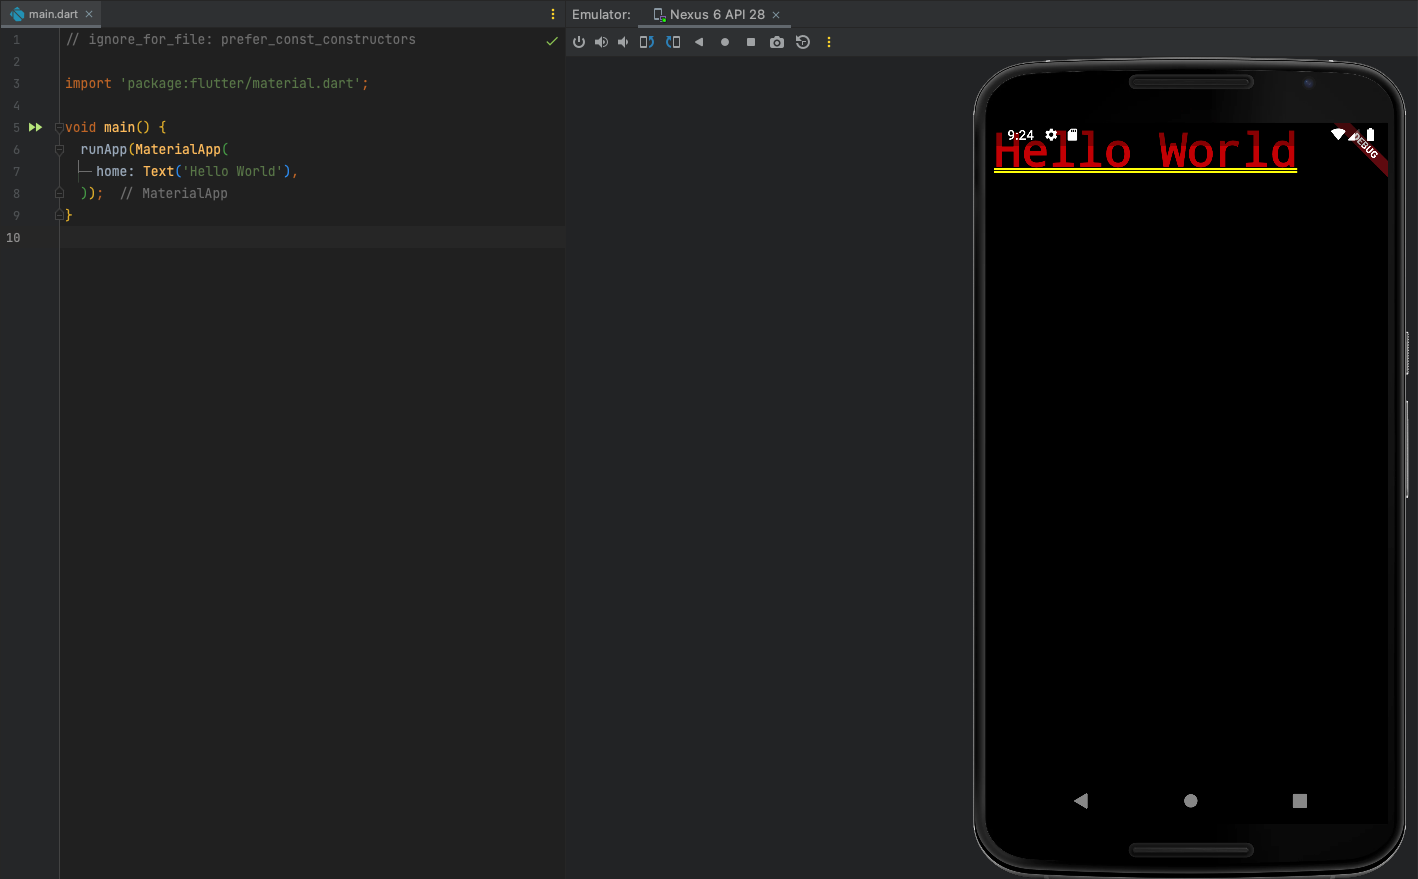 main.dart
Emulator: Nexus 6 API 28
1 // ignore_for_file: prefer_const_constructors
2
3 import 'package:flutter/material.dart';
4
5 void main() {
6 runApp(MaterialApp(
7 home: Text('Hello World'),
8 )); // MaterialApp
9 }
10
9:24
DEBUG
Hello World